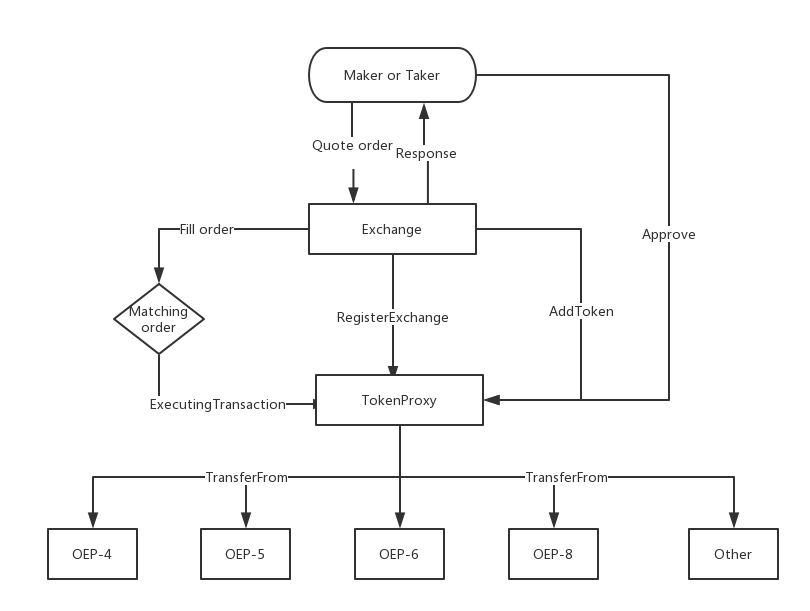 Maker or Taker
Quote order
Response
Fill order
Exchange
Approve
Matching
order
RegisterExchange
AddToken
ExecutingTransaction
TokenProxy
TransferFrom
TransferFrom
OEP-4
OEP-5
OEP-6
OEP-8
Other